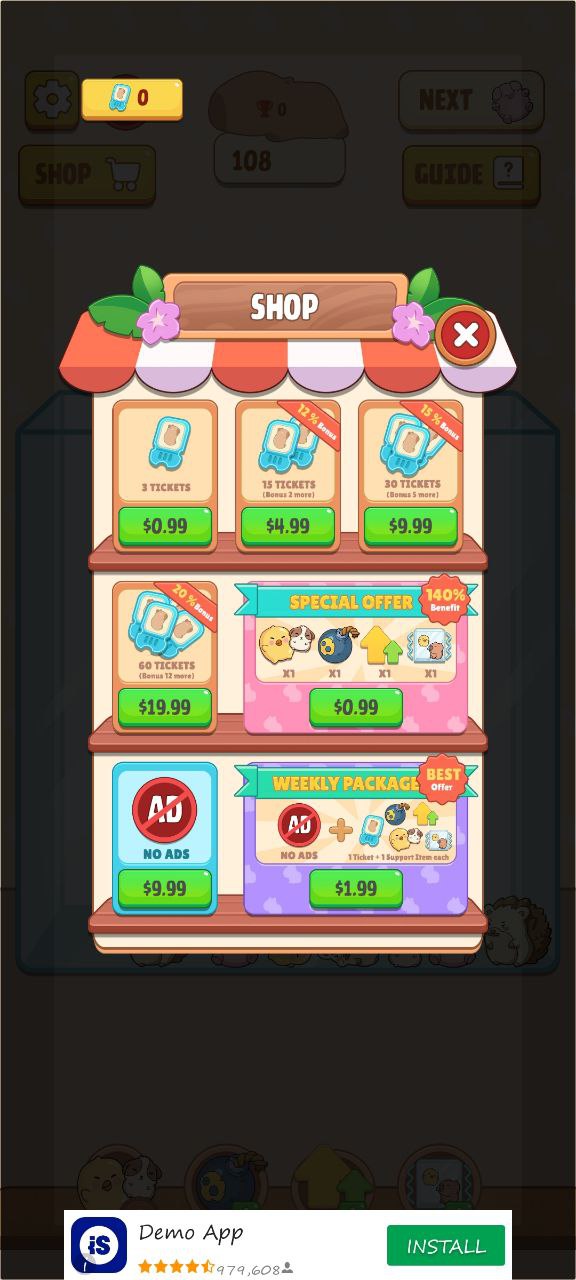 0
0
NEXT
SHOP
108
GUIDE
?
SHOP
12% Bonus
15% Bonus
3 TICKETS
15 TICKETS
30 TICKETS
(Bonus 2 more)
(Bonus 5 more)
$0.99
$4.99
$9.99
20% Bonus
SPECIAL OFFER
140%
Benefit
60 TICKETS
(Bonus 12 more)
X1
X1
X1
X1
$19.99
$0.99
AD
NO ADS
$9.99
WEEKLY PACKAGE
BEST
Offer
AD
NO ADS
1 Ticket + 1 Support Item each
$1.99
iS
Demo App
979,608
INSTALL